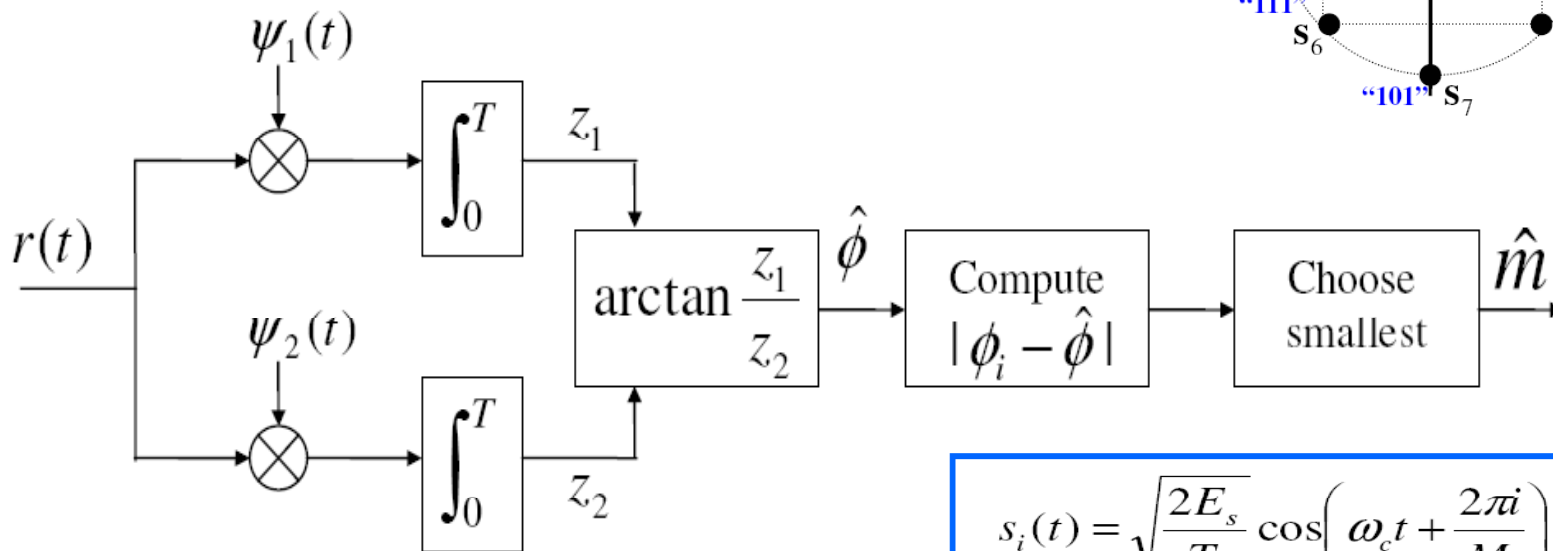 “111”
s₆
“101” s₇
ψ₁(t)
∫₀ᵀ
z₁
r(t)
arctan z₁/z₂
ϕ̂
Compute
|ϕᵢ − ϕ̂|
Choose
smallest
m̂
ψ₂(t)
∫₀ᵀ
z₂
sᵢ(t) = √(2Eₛ/T) cos(ω_c t + 2πi/M)